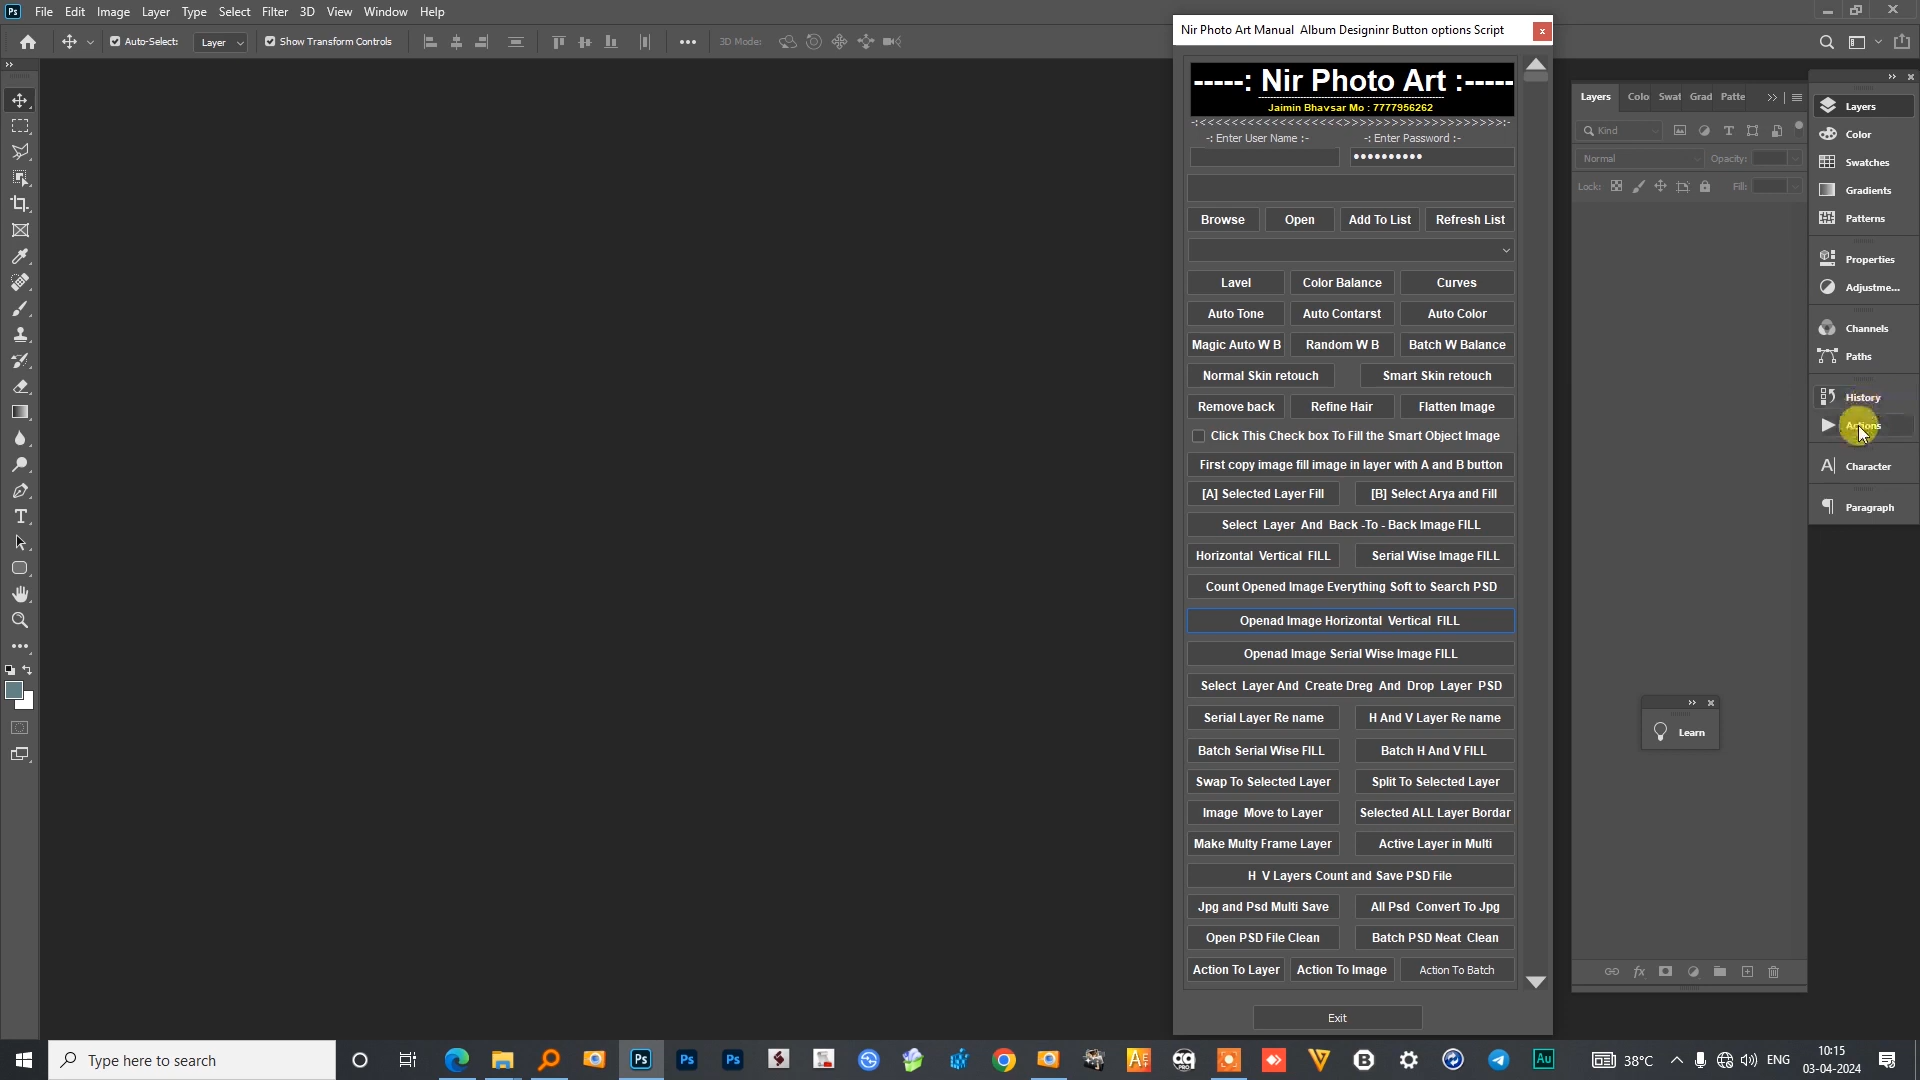 Ps File Edit Image Layer Type Select Filter 3D View Window Help
Auto-Select: Layer Show Transform Controls ••• 3D Mode:
Nir Photo Art Manual Album Designinr Button options Script x
-----: Nir Photo Art :-----
Jaimin Bhavsar Mo : 7777956262
-:<<<<<<<<<<<<<<<<<<>>>>>>>>>>>>>>>>>>>>:-
-: Enter User Name :- -: Enter Password :-
••••••••••
Browse Open Add To List Refresh List
Lavel Color Balance Curves
Auto Tone Auto Contarst Auto Color
Magic Auto W B Random W B Batch W Balance
Normal Skin retouch Smart Skin retouch
Remove back Refine Hair Flatten Image
Click This Check box To Fill the Smart Object Image
First copy image fill image in layer with A and B button
[A] Selected Layer Fill [B] Select Arya and Fill
Select Layer And Back -To - Back Image FILL
Horizontal Vertical FILL Serial Wise Image FILL
Count Opened Image Everything Soft to Search PSD
Openad Image Horizontal Vertical FILL
Openad Image Serial Wise Image FILL
Select Layer And Create Dreg And Drop Layer PSD
Serial Layer Re name H And V Layer Re name
Batch Serial Wise FILL Batch H And V FILL
Swap To Selected Layer Split To Selected Layer
Image Move to Layer Selected ALL Layer Bordar
Make Multy Frame Layer Active Layer in Multi
H V Layers Count and Save PSD File
Jpg and Psd Multi Save All Psd Convert To Jpg
Open PSD File Clean Batch PSD Neat Clean
Action To Layer Action To Image Action To Batch
Exit
Layers Colo Swat Grad Patte
Kind
Normal Opacity:
Lock: Fill:
Layers
Color
Swatches
Gradients
Patterns
Properties
Adjustme...
Channels
Paths
History
Actions
Character
Paragraph
Learn
Type here to search
Ps Ps Ps Au
38°C ENG 10:15
03-04-2024